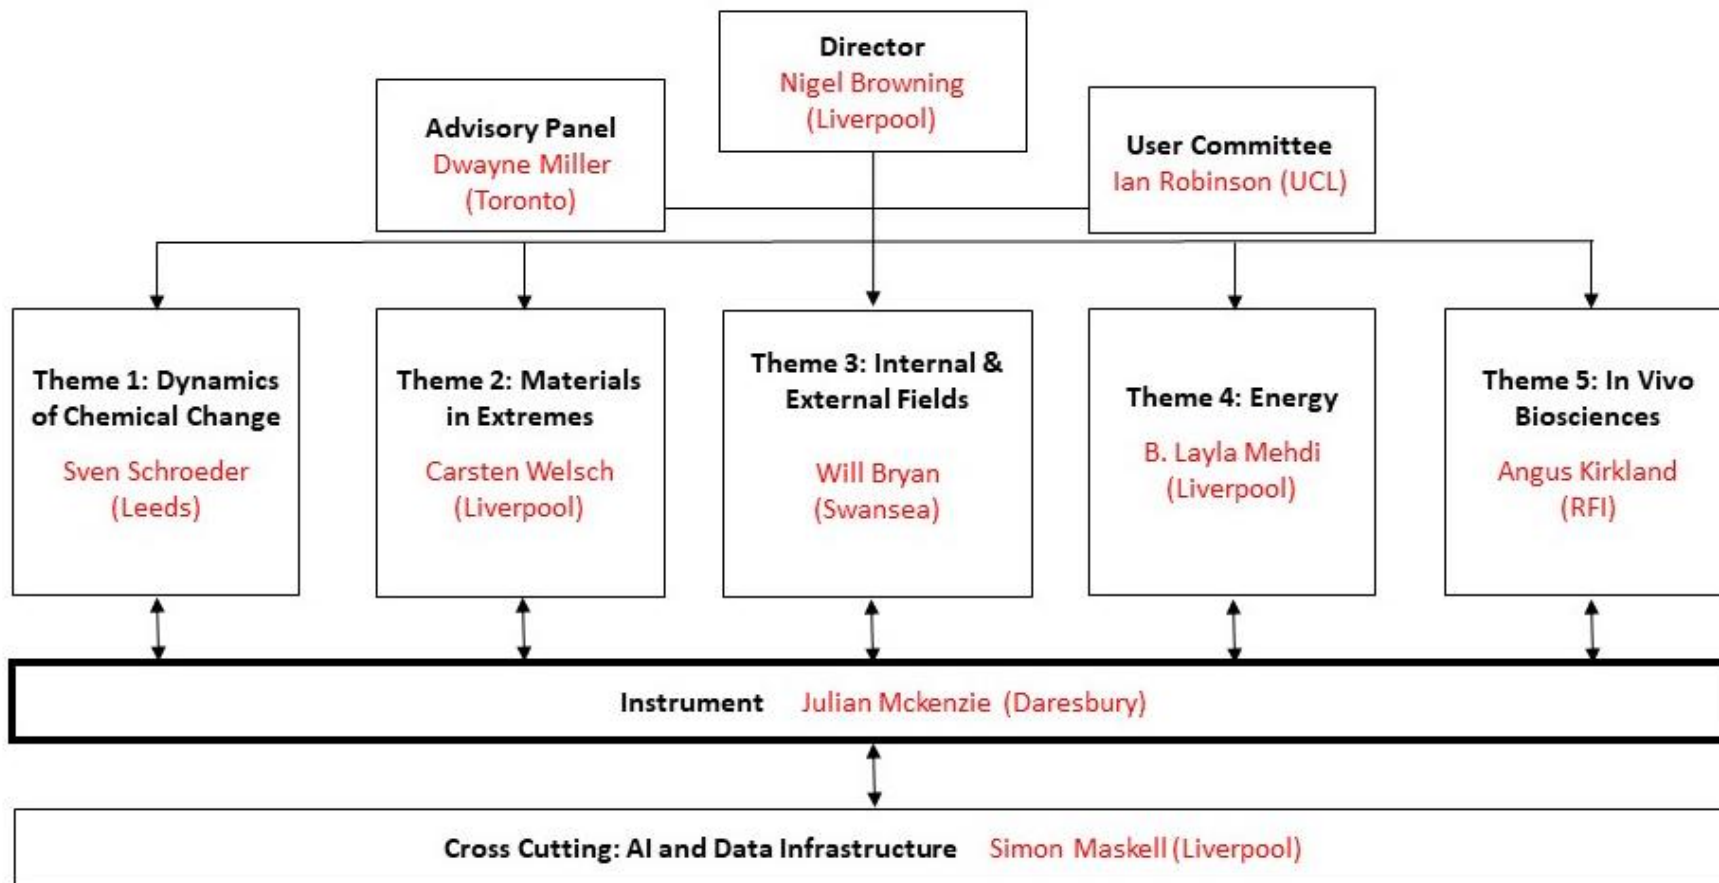 Director
Nigel Browning
(Liverpool)
Advisory Panel
Dwayne Miller
(Toronto)
User Committee
Ian Robinson (UCL)
Theme 1: Dynamics
of Chemical Change
Sven Schroeder
(Leeds)
Theme 2: Materials
in Extremes
Carsten Welsch
(Liverpool)
Theme 3: Internal &
External Fields
Will Bryan
(Swansea)
Theme 4: Energy
B. Layla Mehdi
(Liverpool)
Theme 5: In Vivo
Biosciences
Angus Kirkland
(RFI)
Instrument Julian Mckenzie (Daresbury)
Cross Cutting: AI and Data Infrastructure Simon Maskell (Liverpool)